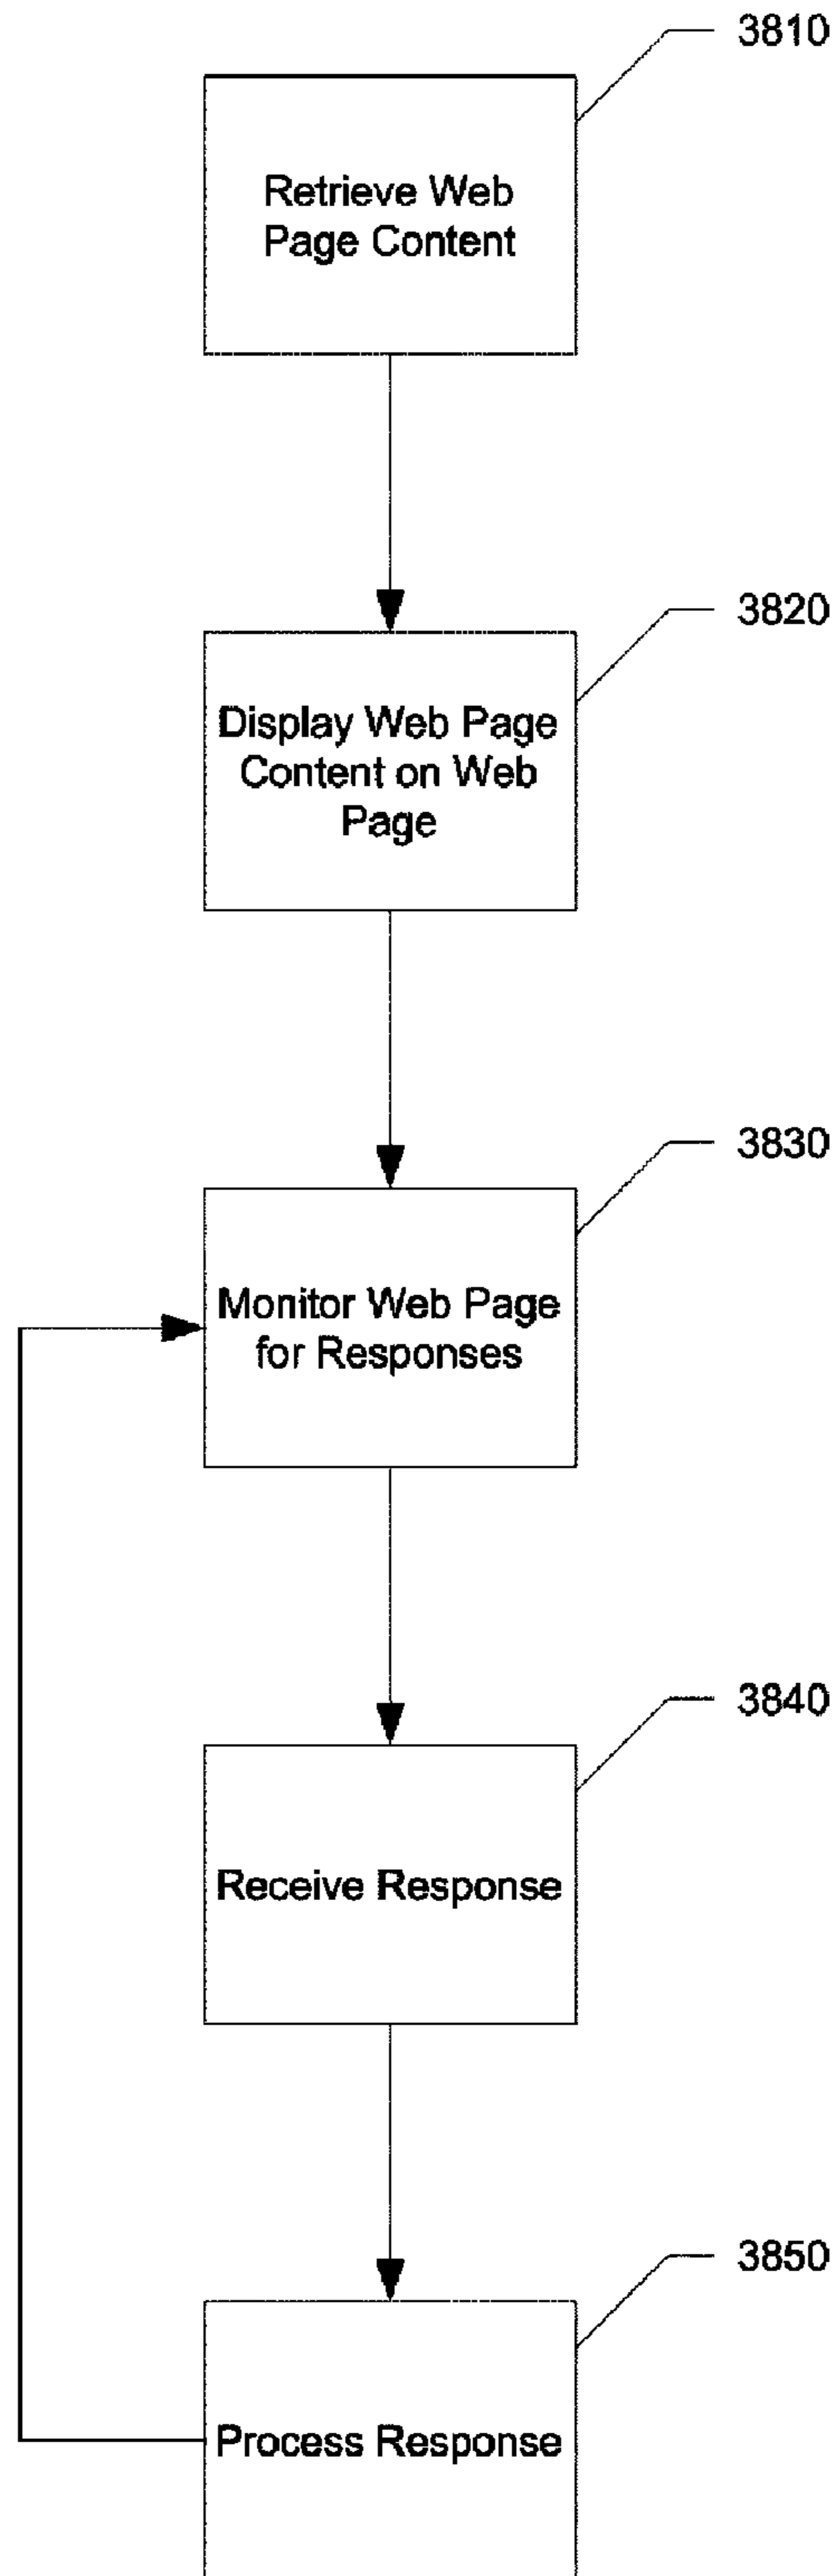 3810
Retrieve Web
Page Content
3820
Display Web Page
Content on Web
Page
3830
Monitor Web Page
for Responses
3840
Receive Response
3850
Process Response